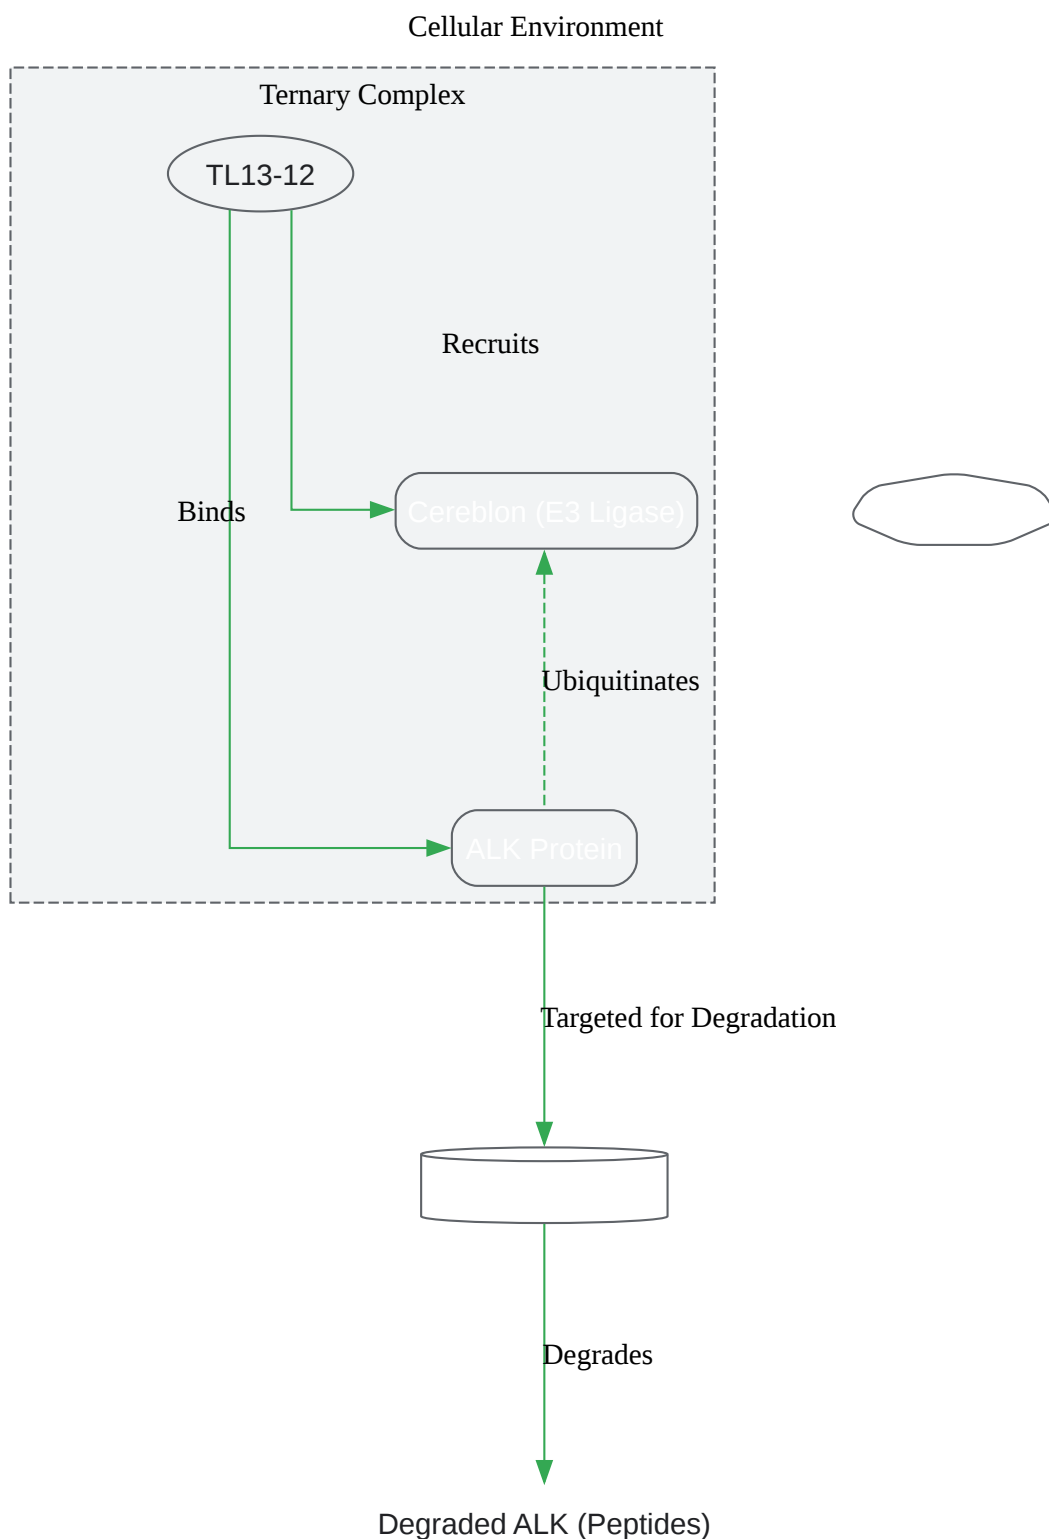 Cellular Environment
Ternary Complex
TL13-12
Recruits
Binds
Cereblon (E3 Ligase)
Ubiquitinates
ALK Protein
Targeted for Degradation
Degrades
Degraded ALK (Peptides)